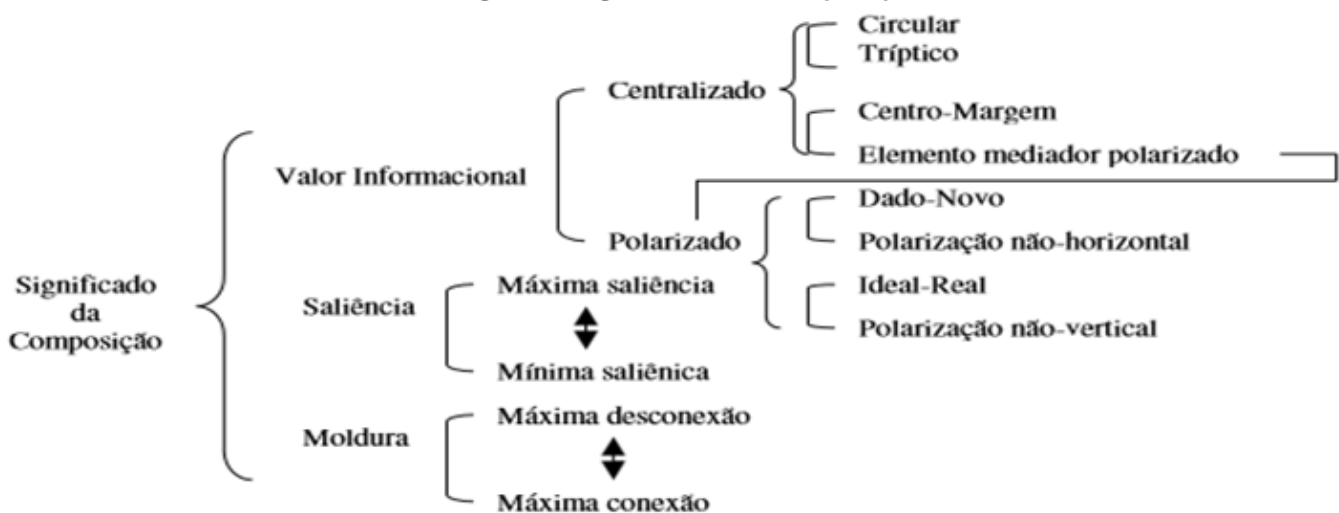 Circular
Tríptico
Centralizado
Centro-Margem
Elemento mediador polarizado
Valor Informacional
Dado-Novo
Polarizado
Polarização não-horizontal
Significado
da
Composição
Saliência
Máxima saliência
Ideal-Real
Polarização não-vertical
Mínima saliênica
Moldura
Máxima desconexão
Máxima conexão